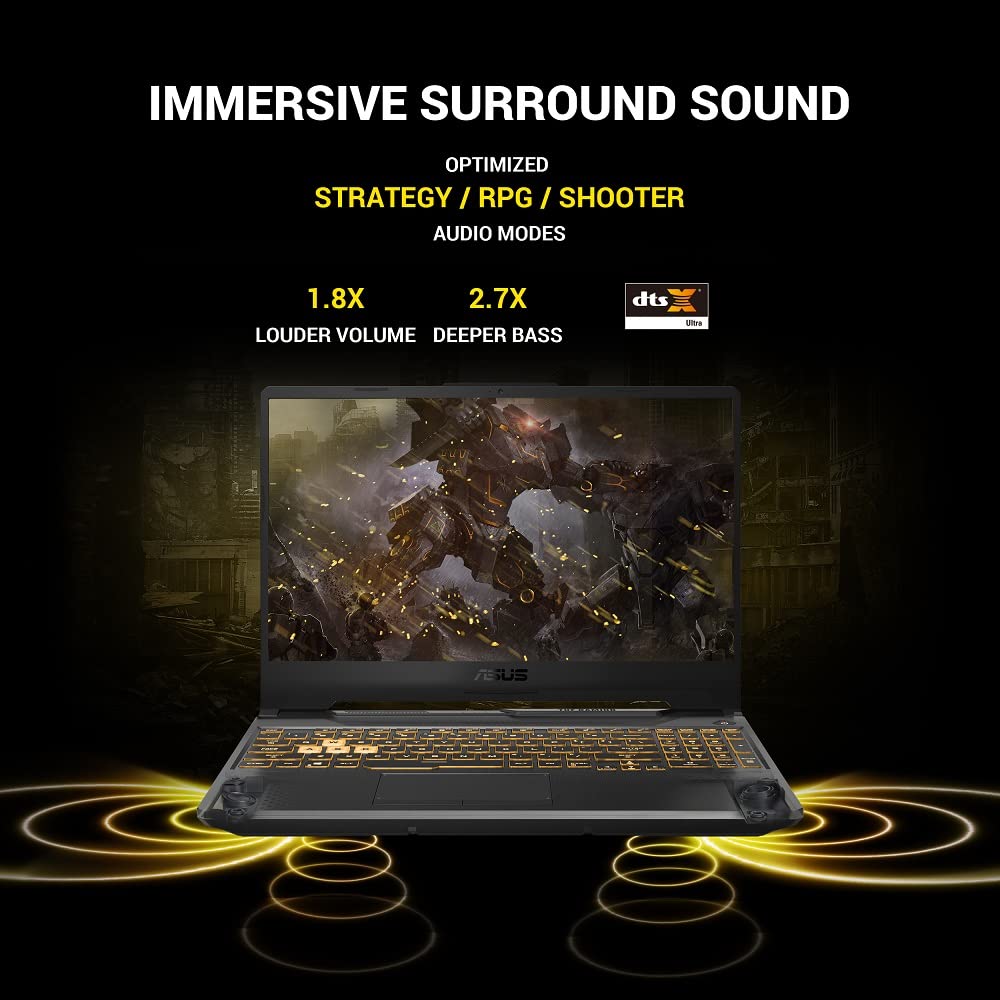 IMMERSIVE SURROUND SOUND
OPTIMIZED
STRATEGY / RPG / SHOOTER
AUDIO MODES
1.8X
LOUDER VOLUME
2.7X
DEEPER BASS
dts X
Ultra
ASUS